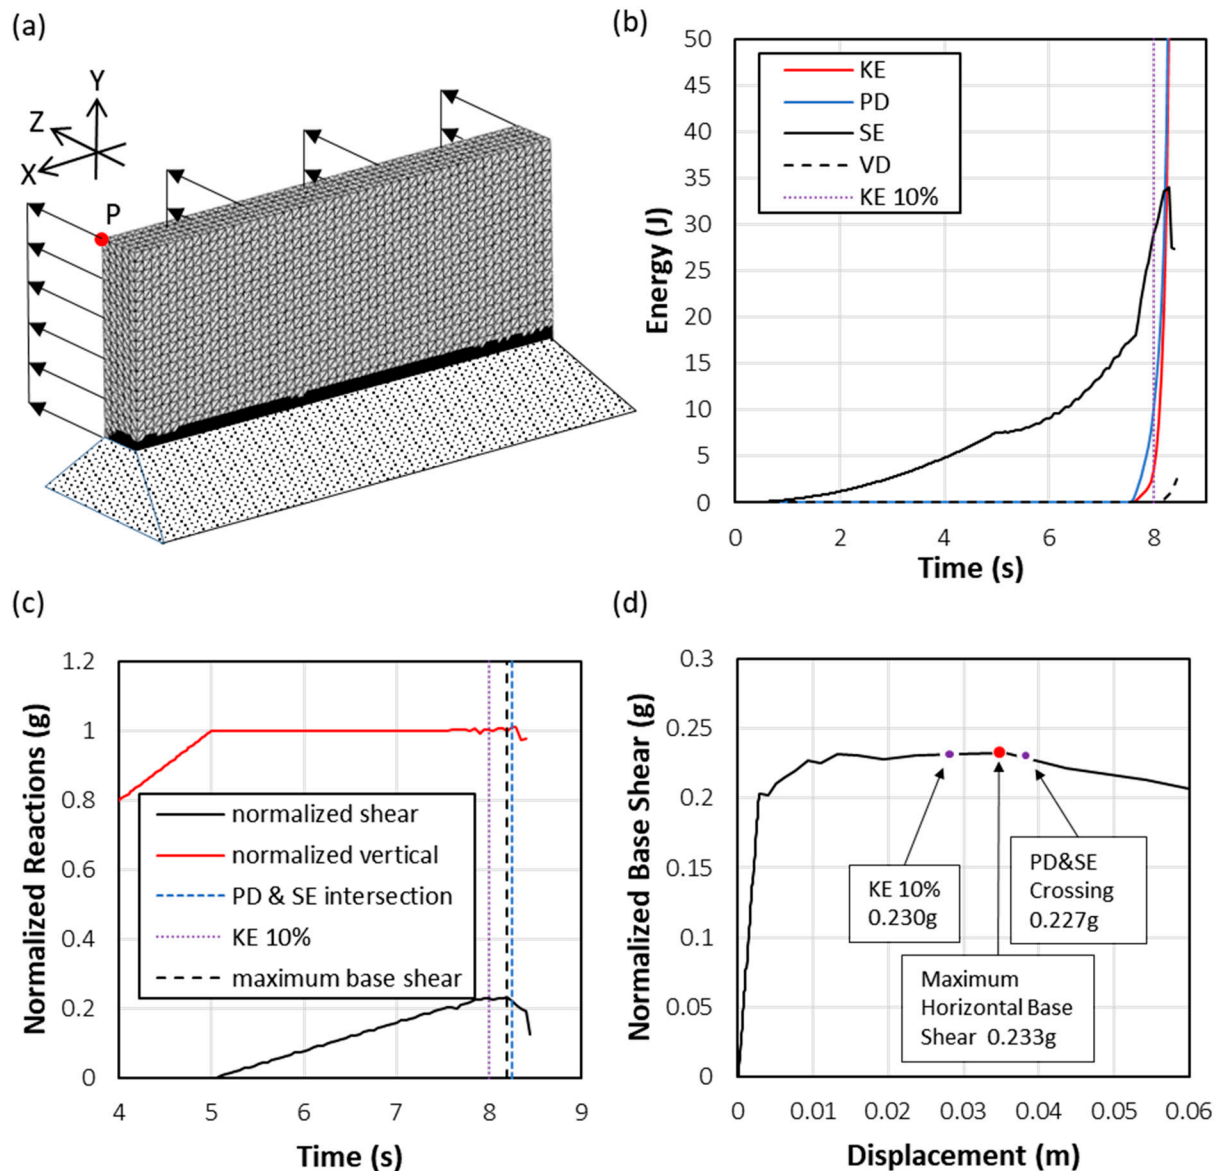 (a)
Y
Z
X
P
(b)
Energy (J)
50
45
40
35
30
25
20
15
10
5
0
KE
PD
SE
VD
KE 10%
0
2
4
6
8
Time (s)
(c)
Normalized Reactions (g)
1.2
1
0.8
0.6
0.4
0.2
0
normalized shear
normalized vertical
PD & SE intersection
KE 10%
maximum base shear
4
5
6
7
8
9
Time (s)
(d)
Normalized Base Shear (g)
0.3
0.25
0.2
0.15
0.1
0.05
0
KE 10%
0.230g
PD&SE
Crossing
0.227g
Maximum
Horizontal Base
Shear 0.233g
0
0.01
0.02
0.03
0.04
0.05
0.06
Displacement (m)